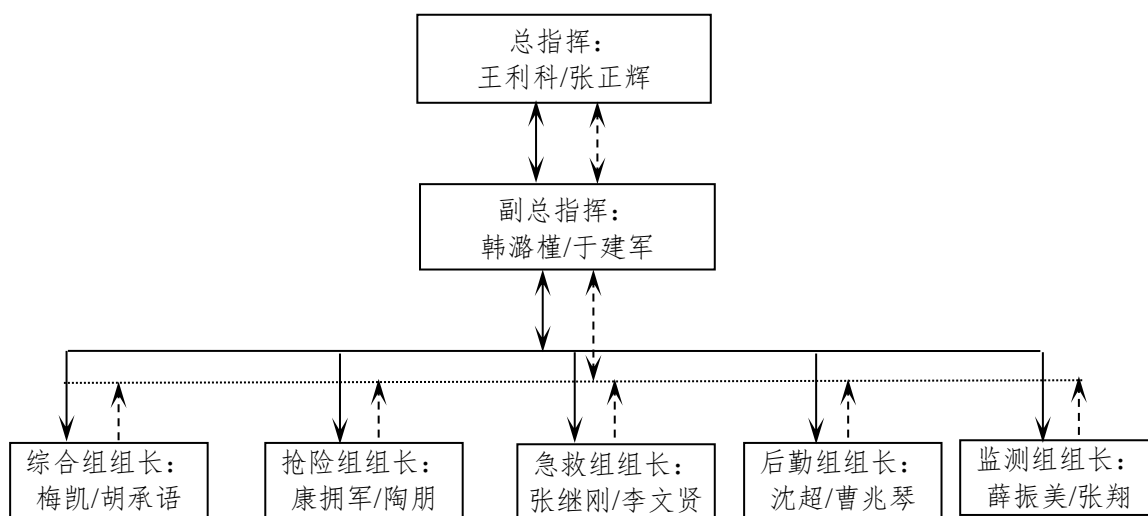 总指挥：
王利科/张正辉
副总指挥：
韩潞槿/于建军
综合组组长：
梅凯/胡承语
抢险组组长：
康拥军/陶朋
急救组组长：
张继刚/李文贤
后勤组组长：
沈超/曹兆琴
监测组组长：
薛振美/张翔